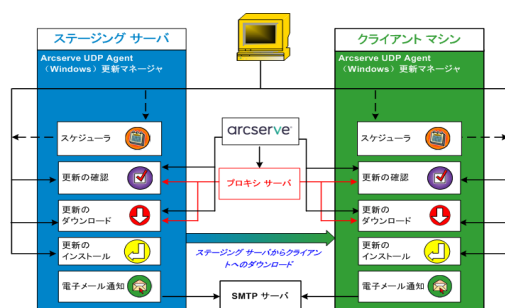 ステージング サーバ
Arcserve UDP Agent
（Windows）更新マネージャ
スケジューラ
更新の確認
更新の
ダウンロード
更新の
インストール
電子メール通知
arcserve
プロキシ サーバ
ステージング サーバからクライアン
トへのダウンロード
SMTP サーバ
クライアント マシン
Arcserve UDP Agent
（Windows）更新マネージャ
スケジューラ
更新の確認
更新の
ダウンロード
更新の
インストール
電子メール通知